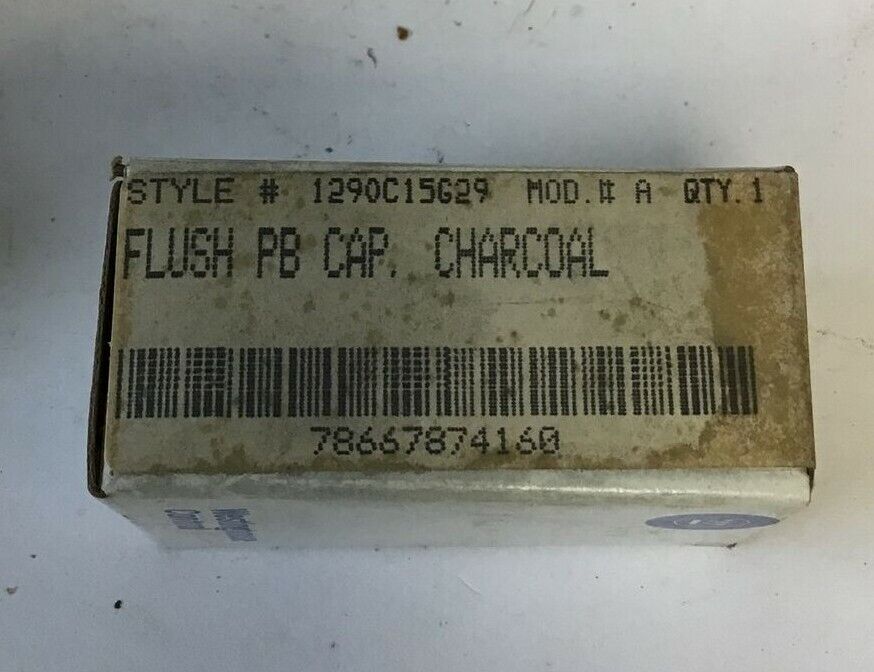 STYLE # 1290C15G29 MOD.# A QTY.1
FLUSH PB CAP, CHARCOAL
78667874160